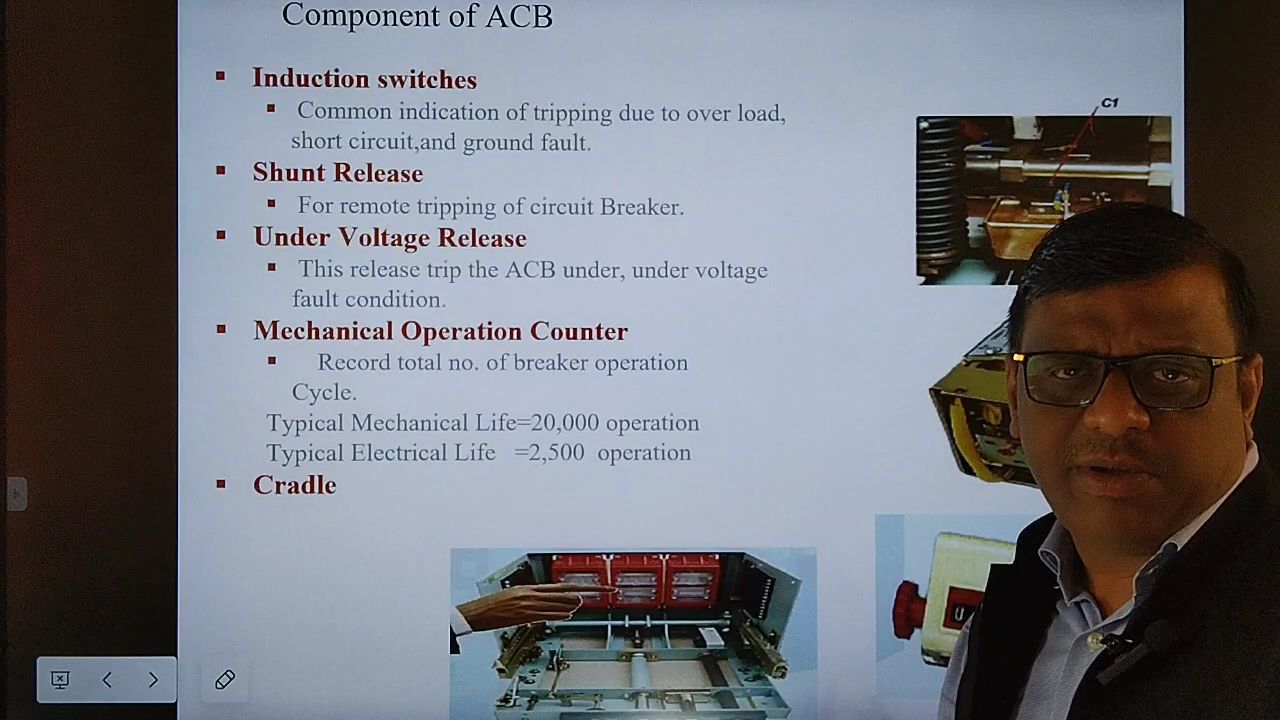 Component of ACB
▪ Induction switches
▪ Common indication of tripping due to over load,
short circuit,and ground fault.
▪ Shunt Release
▪ For remote tripping of circuit Breaker.
▪ Under Voltage Release
▪ This release trip the ACB under, under voltage
fault condition.
▪ Mechanical Operation Counter
▪ Record total no. of breaker operation
Cycle.
Typical Mechanical Life=20,000 operation
Typical Electrical Life =2,500 operation
▪ Cradle
C1